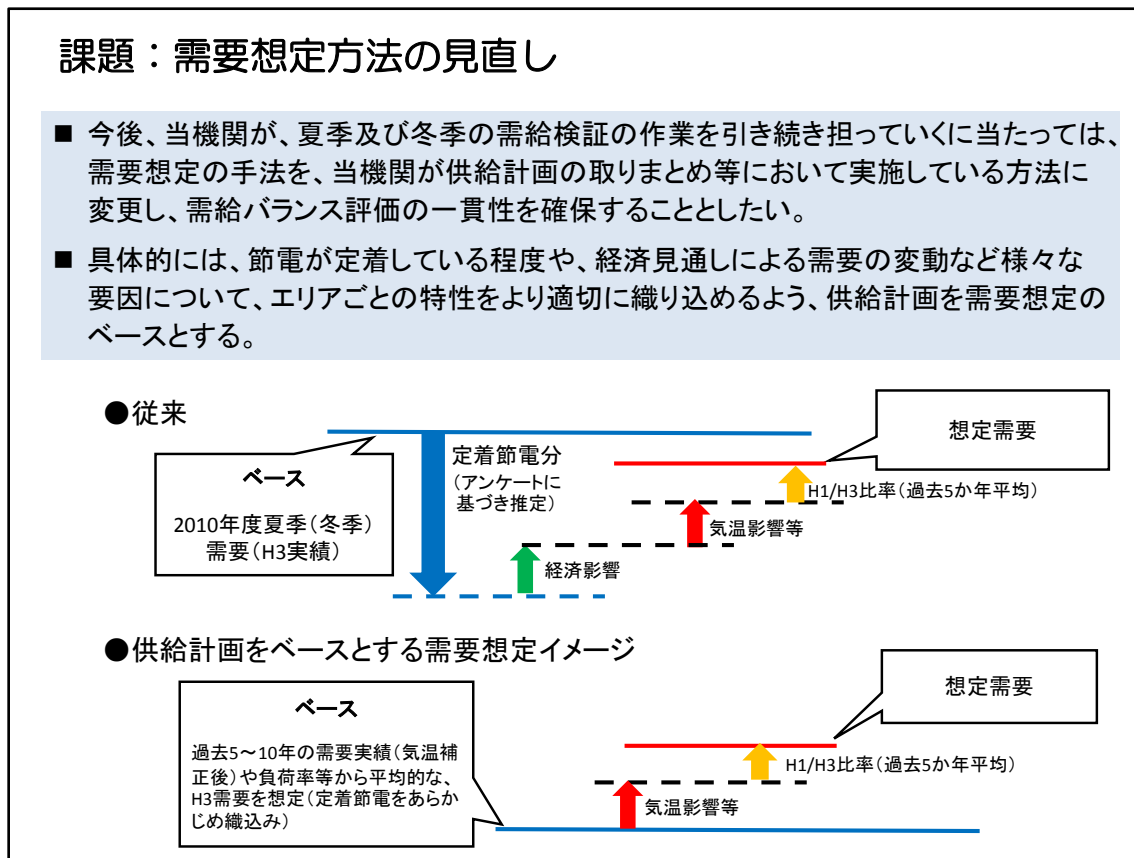 課題：需要想定方法の見直し
■ 今後、当機関が、夏季及び冬季の需給検証の作業を引き続き担っていくに当たっては、
需要想定の手法を、当機関が供給計画の取りまとめ等において実施している方法に
変更し、需給バランス評価の一貫性を確保することとしたい。
■ 具体的には、節電が定着している程度や、経済見通しによる需要の変動など様々な
要因について、エリアごとの特性をより適切に織り込めるよう、供給計画を需要想定の
ベースとする。
●従来
ベース
2010年度夏季（冬季）
需要（H3実績）
定着節電分
（アンケートに
基づき推定）
経済影響
気温影響等
H1/H3比率（過去5か年平均）
想定需要
●供給計画をベースとする需要想定イメージ
ベース
過去5～10年の需要実績（気温補
正後）や負荷率等から平均的な、
H3需要を想定（定着節電をあらか
じめ織込み）
気温影響等
H1/H3比率（過去5か年平均）
想定需要